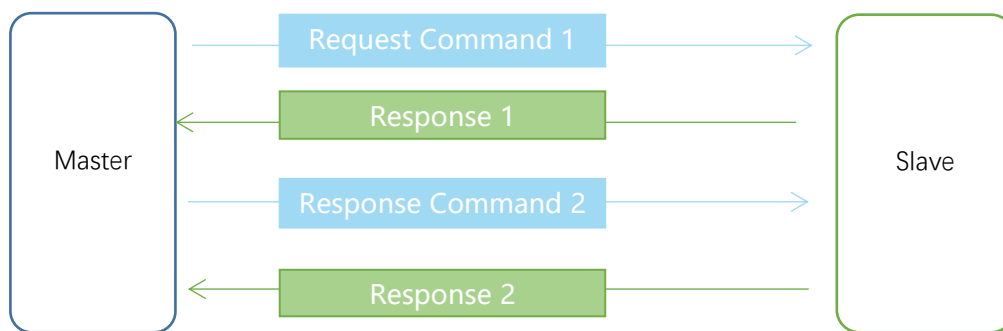 Request Command 1
Response 1
Master
Slave
Response Command 2
Response 2